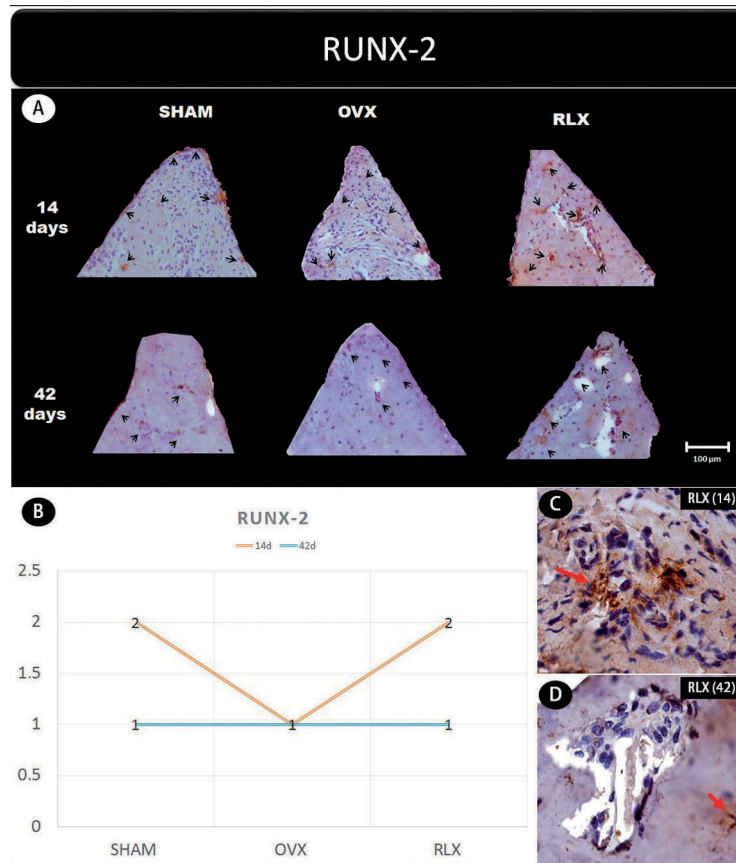 RUNX-2
A
SHAM OVX RLX
14
days
42
days
100 µm
B
RUNX-2
14d 42d
2.5
2
1.5
1
0.5
0
2 2
1 1 1
SHAM OVX RLX
C RLX (14)
D RLX (42)